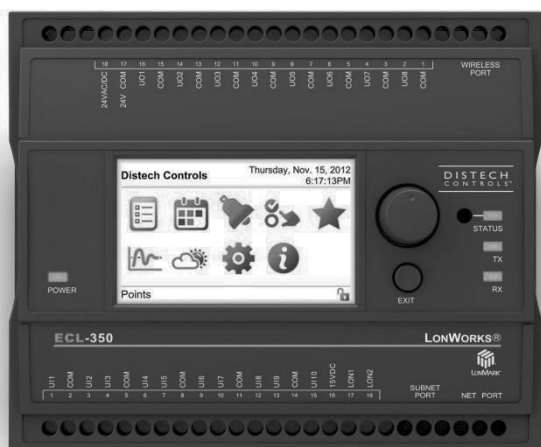 18 17 16 15 14 13 12 11 10 9 8 7 6 5 4 3 2 1
24VAC/DC 24V COM UO1 COM UO2 COM UO3 COM UO4 COM UO5 COM UO6 COM UO7 COM UO8 COM
WIRELESS
PORT
Distech Controls
Thursday, Nov. 15, 2012
6:17:13PM
Points
POWER
DISTECH
CONTROLS™
STATUS
TX
RX
EXIT
ECL-350
LONWORKS®
LONMARK
UI1 COM UI2 UI3 COM UI4 UI5 COM UI6 UI7 COM UI8 UI9 COM UI10 15VDC LON1 LON2
1 2 3 4 5 6 7 8 9 10 11 12 13 14 15 16 17 18
SUBNET
PORT
NET PORT